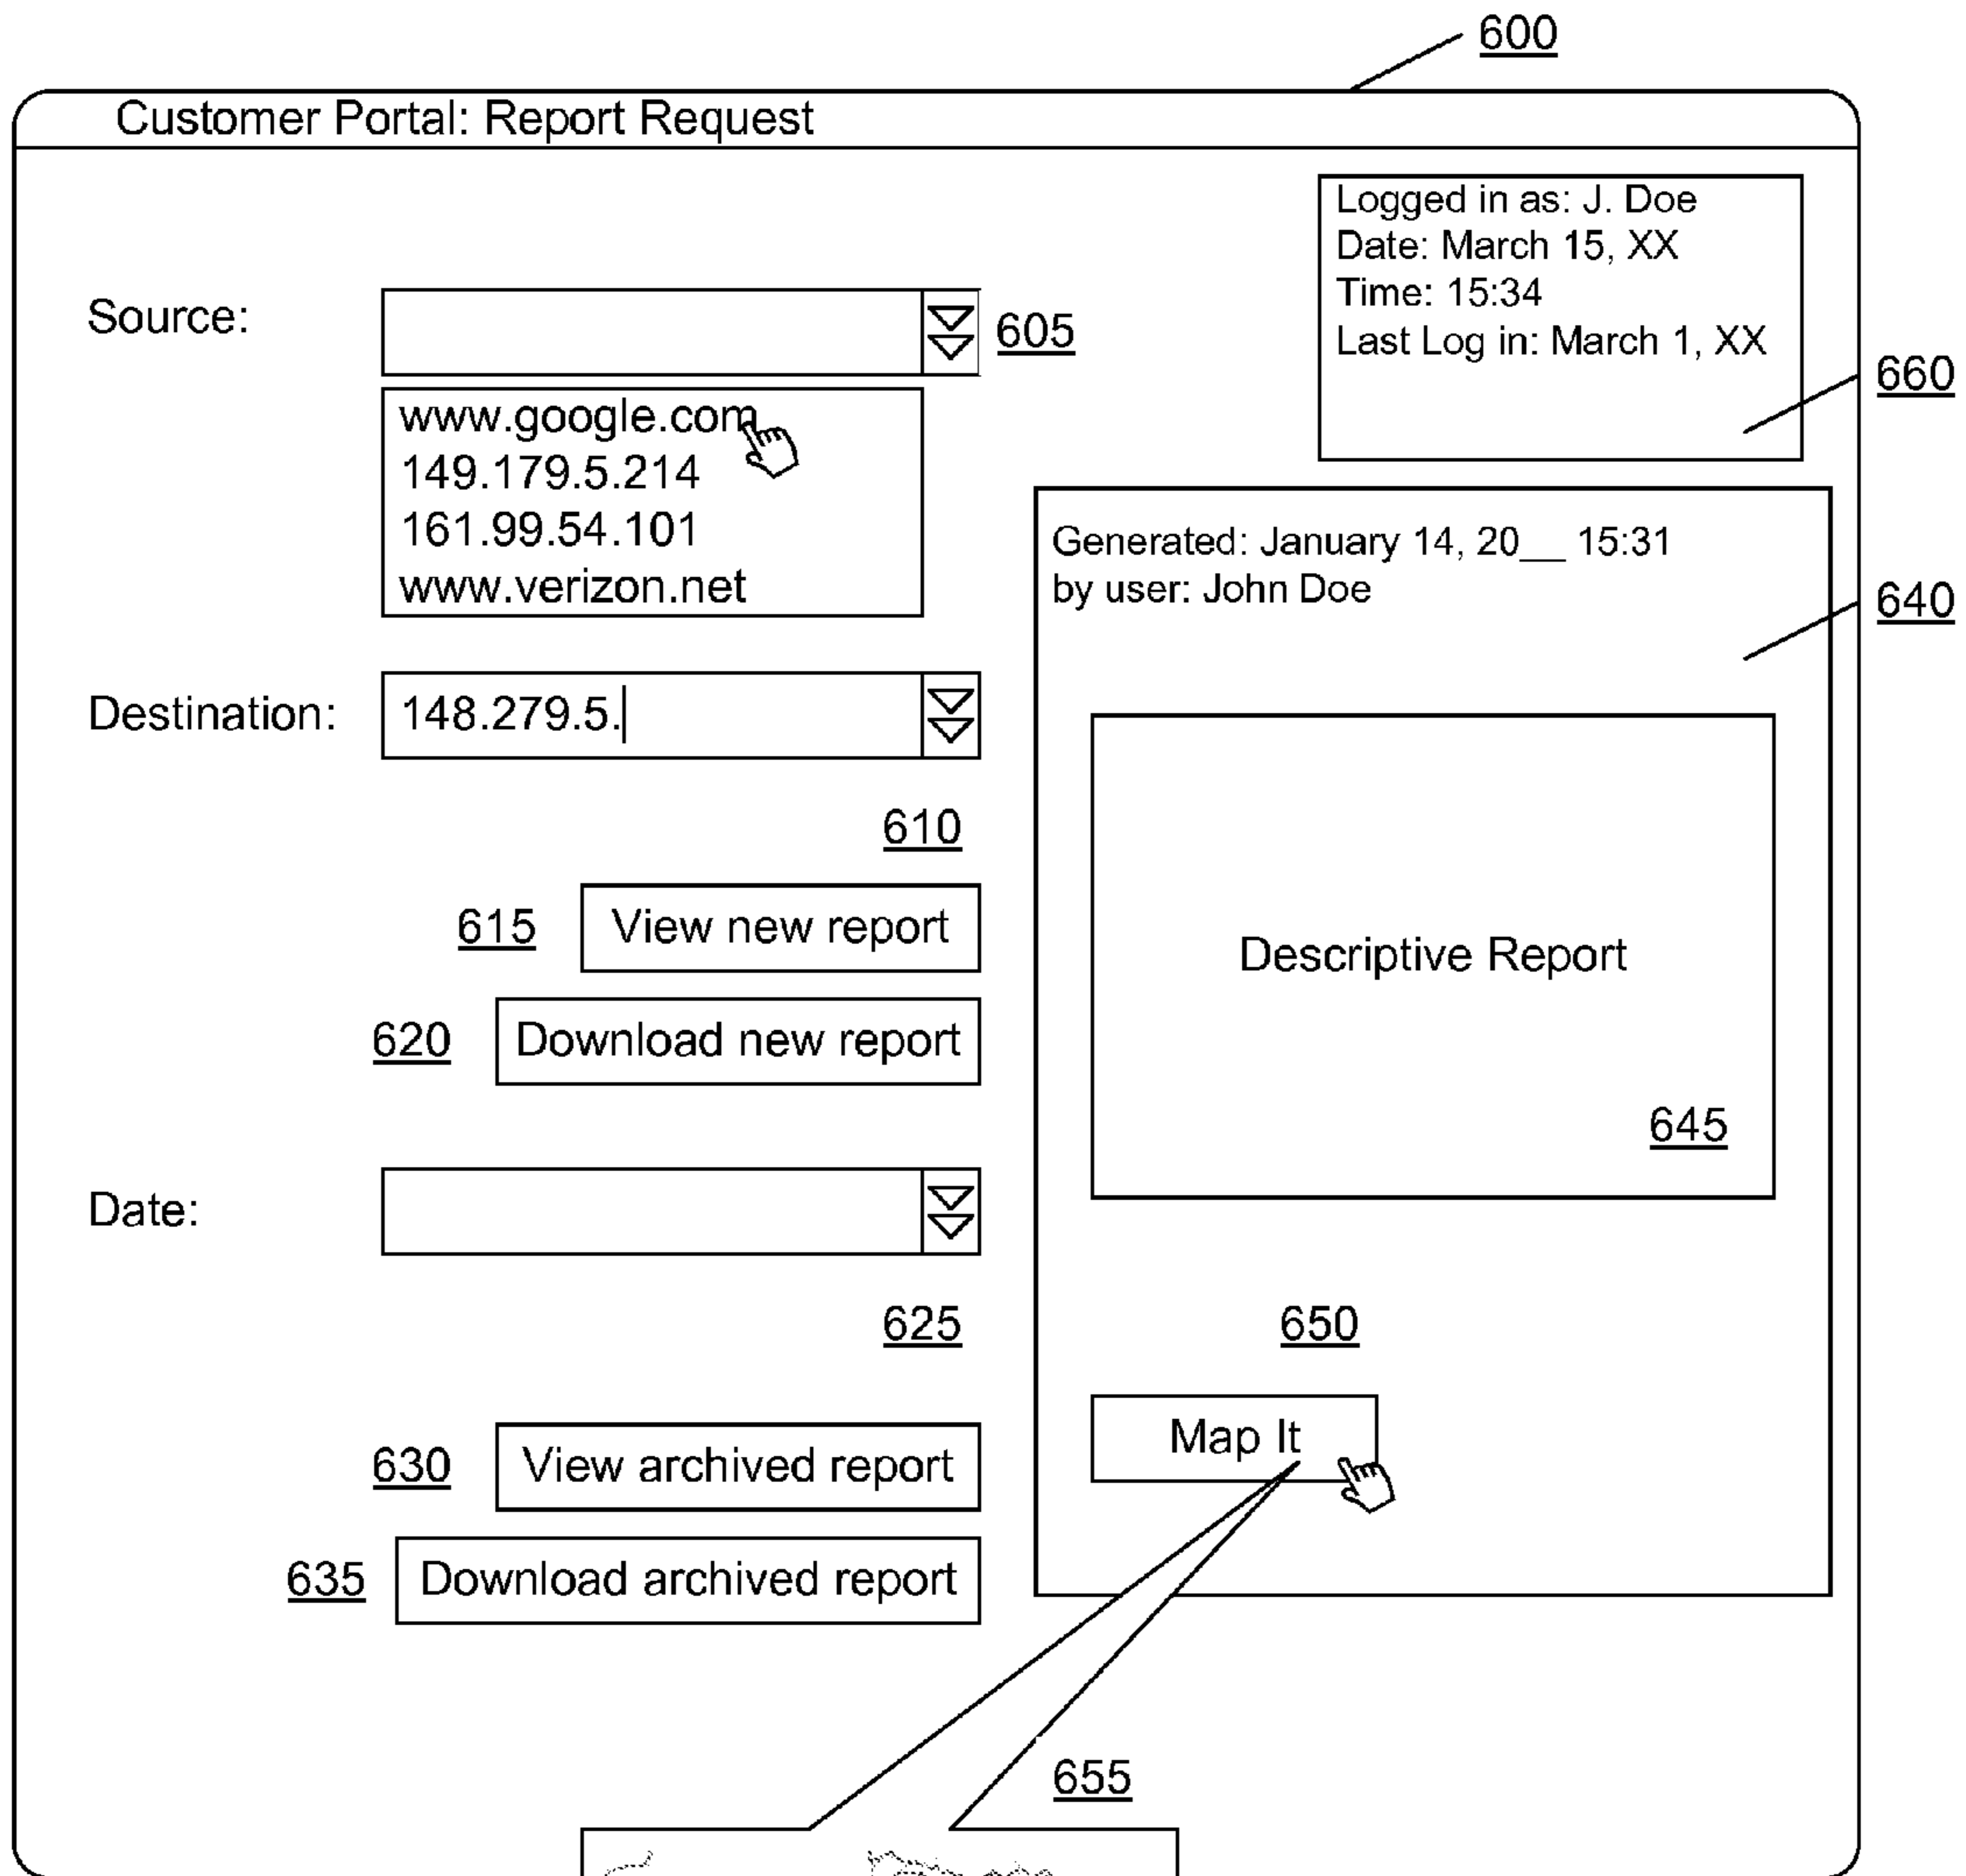 600
Customer Portal: Report Request
Logged in as: J. Doe
Date: March 15, XX
Time: 15:34
Last Log in: March 1, XX
660
Source:
605
www.google.com
149.179.5.214
161.99.54.101
www.verizon.net
Generated: January 14, 20__ 15:31
by user: John Doe
640
Destination:
148.279.5.
610
615
View new report
620
Download new report
Descriptive Report
645
Date:
625
650
Map It
630
View archived report
635
Download archived report
655